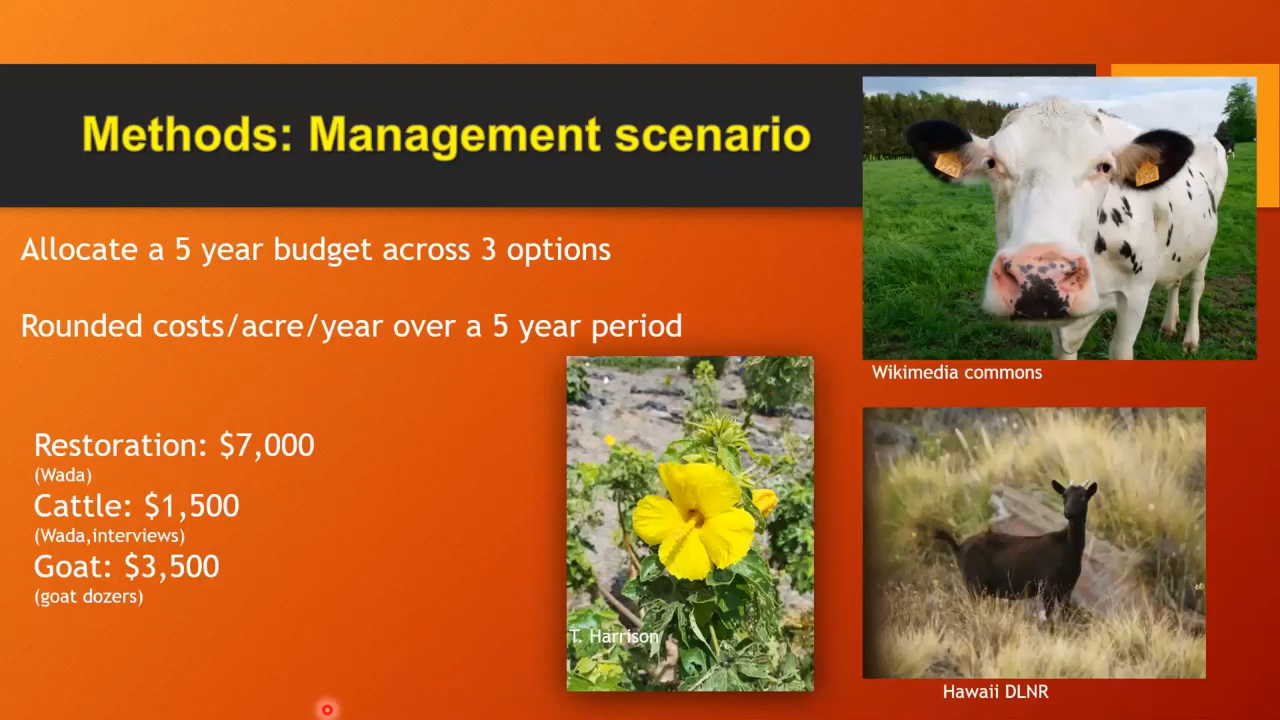 Methods: Management scenario
Allocate a 5 year budget across 3 options
Rounded costs/acre/year over a 5 year period
Wikimedia commons
Restoration: $7,000
(Wada)
Cattle: $1,500
(Wada,interviews)
Goat: $3,500
(goat dozers)
T. Harrison
Hawaii DLNR